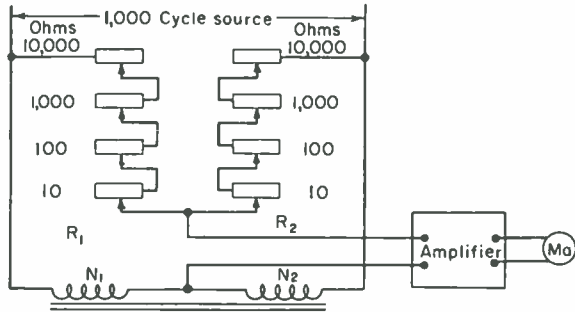 1,000 Cycle source
Ohms Ohms
10,000 10,000
1,000 1,000
100 100
10 10
R1 R2
Amplifier Ma
N1 N2